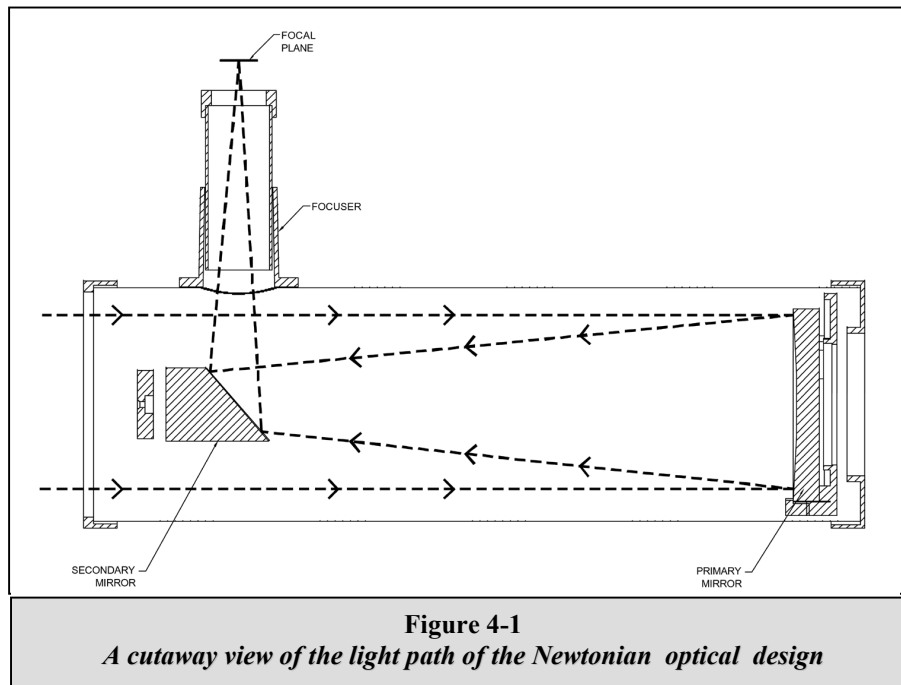 FOCAL
PLANE
FOCUSER
SECONDARY
MIRROR
PRIMARY
MIRROR
Figure 4-1
A cutaway view of the light path of the Newtonian optical design